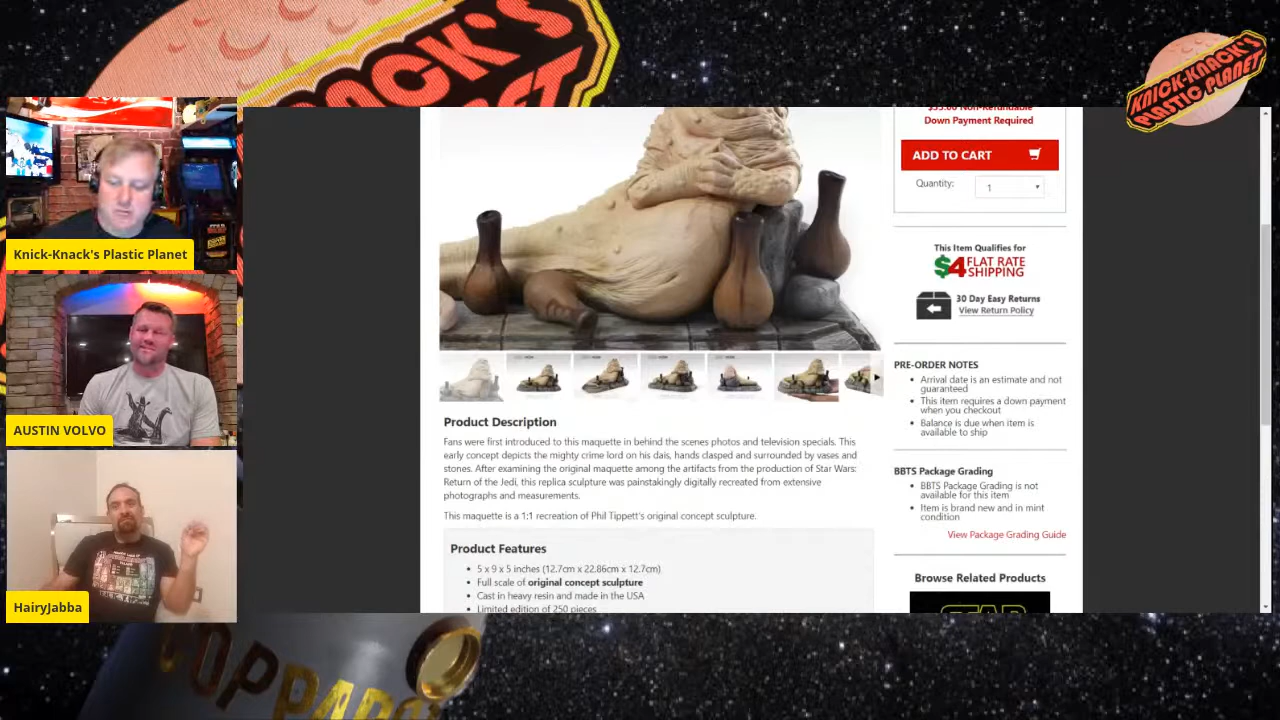 KNICK-KNACK'S
PLASTIC PLANET
Knick-Knack's Plastic Planet
AUSTIN VOLVO
HairyJabba
$55.00 Non-Refundable
Down Payment Required
ADD TO CART
Quantity:
1
This Item Qualifies for
$4 FLAT RATE
SHIPPING
30 Day Easy Returns
View Return Policy
PRE-ORDER NOTES
Arrival date is an estimate and not
guaranteed
This item requires a down payment
when you checkout
Balance is due when item is
available to ship
BBTS Package Grading
BBTS Package Grading is not
available for this item
Item is brand new and in mint
condition
View Package Grading Guide
Browse Related Products
STAR
Product Description
Fans were first introduced to this maquette in behind the scenes photos and television specials. This
early concept depicts the mighty crime lord on his dais, hands clasped and surrounded by vases and
stones. After examining the original maquette among the artifacts from the production of Star Wars:
Return of the Jedi, this replica sculpture was painstakingly digitally recreated from extensive
photographs and measurements.
This maquette is a 1:1 recreation of Phil Tippett's original concept sculpture.
Product Features
5 x 9 x 5 inches (12.7cm x 22.86cm x 12.7cm)
Full scale of original concept sculpture
Cast in heavy resin and made in the USA
Limited edition of 250 pieces